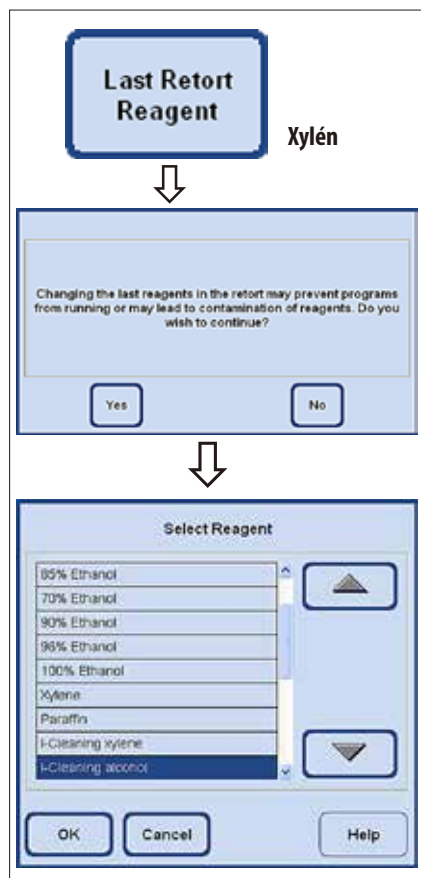 Last Retort
Reagent
Xylén
Changing the last reagents in the retort may prevent programs
from running or may lead to contamination of reagents. Do you
wish to continue?
Yes
No
Select Reagent
85% Ethanol
70% Ethanol
90% Ethanol
96% Ethanol
100% Ethanol
Xylene
Paraffin
I-Cleaning xylene
I-Cleaning alcohol
OK
Cancel
Help